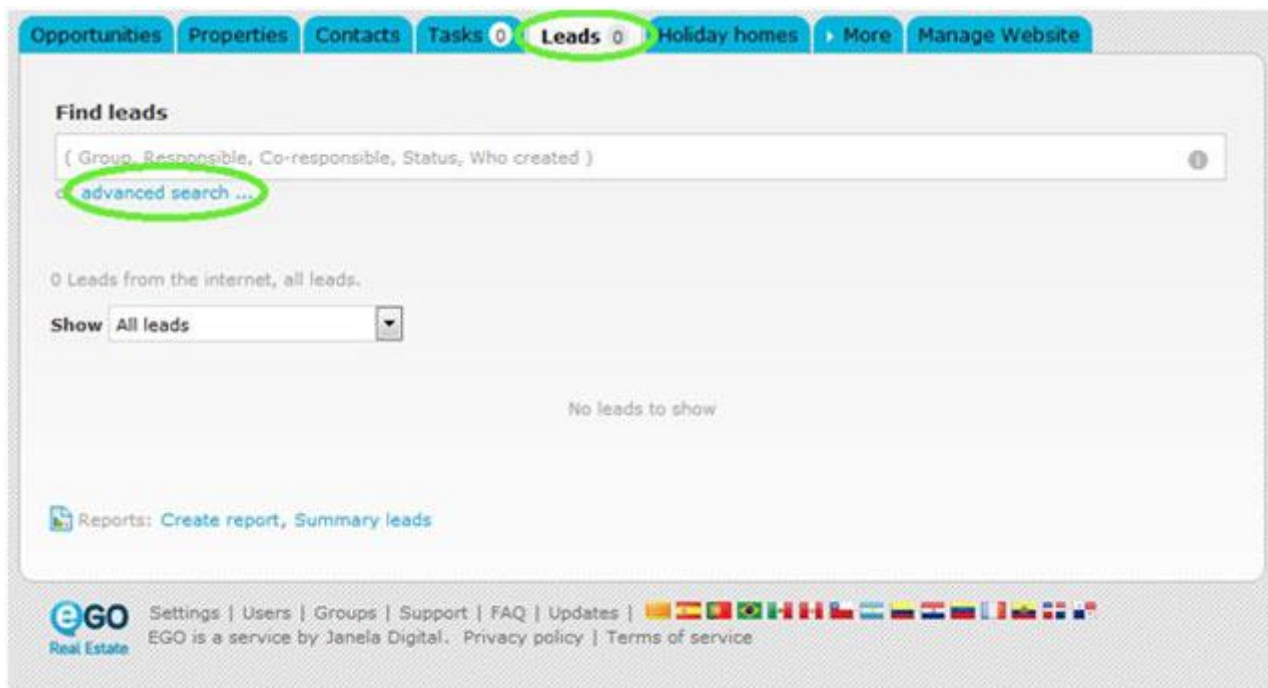 Opportunities Properties Contacts Tasks 0 Leads 0 Holiday homes More Manage Website
Find leads
( Group, Responsible, Co-responsible, Status, Who created )
or advanced search ...
0 Leads from the internet, all leads.
Show All leads
No leads to show
Reports: Create report, Summary leads
eGO Real Estate
Settings | Users | Groups | Support | FAQ | Updates |
EGO is a service by Janela Digital. Privacy policy | Terms of service